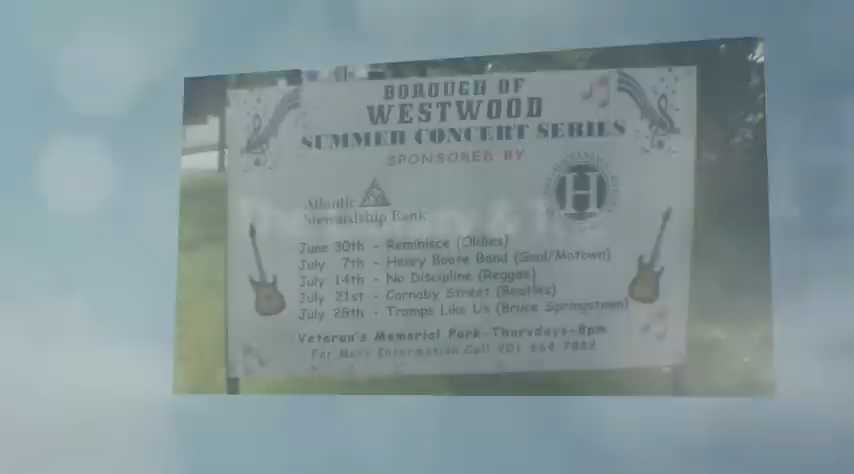 BOROUGH OF
WESTWOOD
SUMMER CONCERT SERIES
SPONSORED BY
Atlantic
Stewardship Bank
H
June 30th - Reminisce (Oldies)
July 7th - Henry Boote Band (Soul/Motown)
July 14th - No Discipline (Reggae)
July 21st - Carnaby Street (Beatles)
July 28th - Tramps Like Us (Bruce Springsteen)
Veteran's Memorial Park-Thursdays-8pm
For More Information Call 201 664 7882